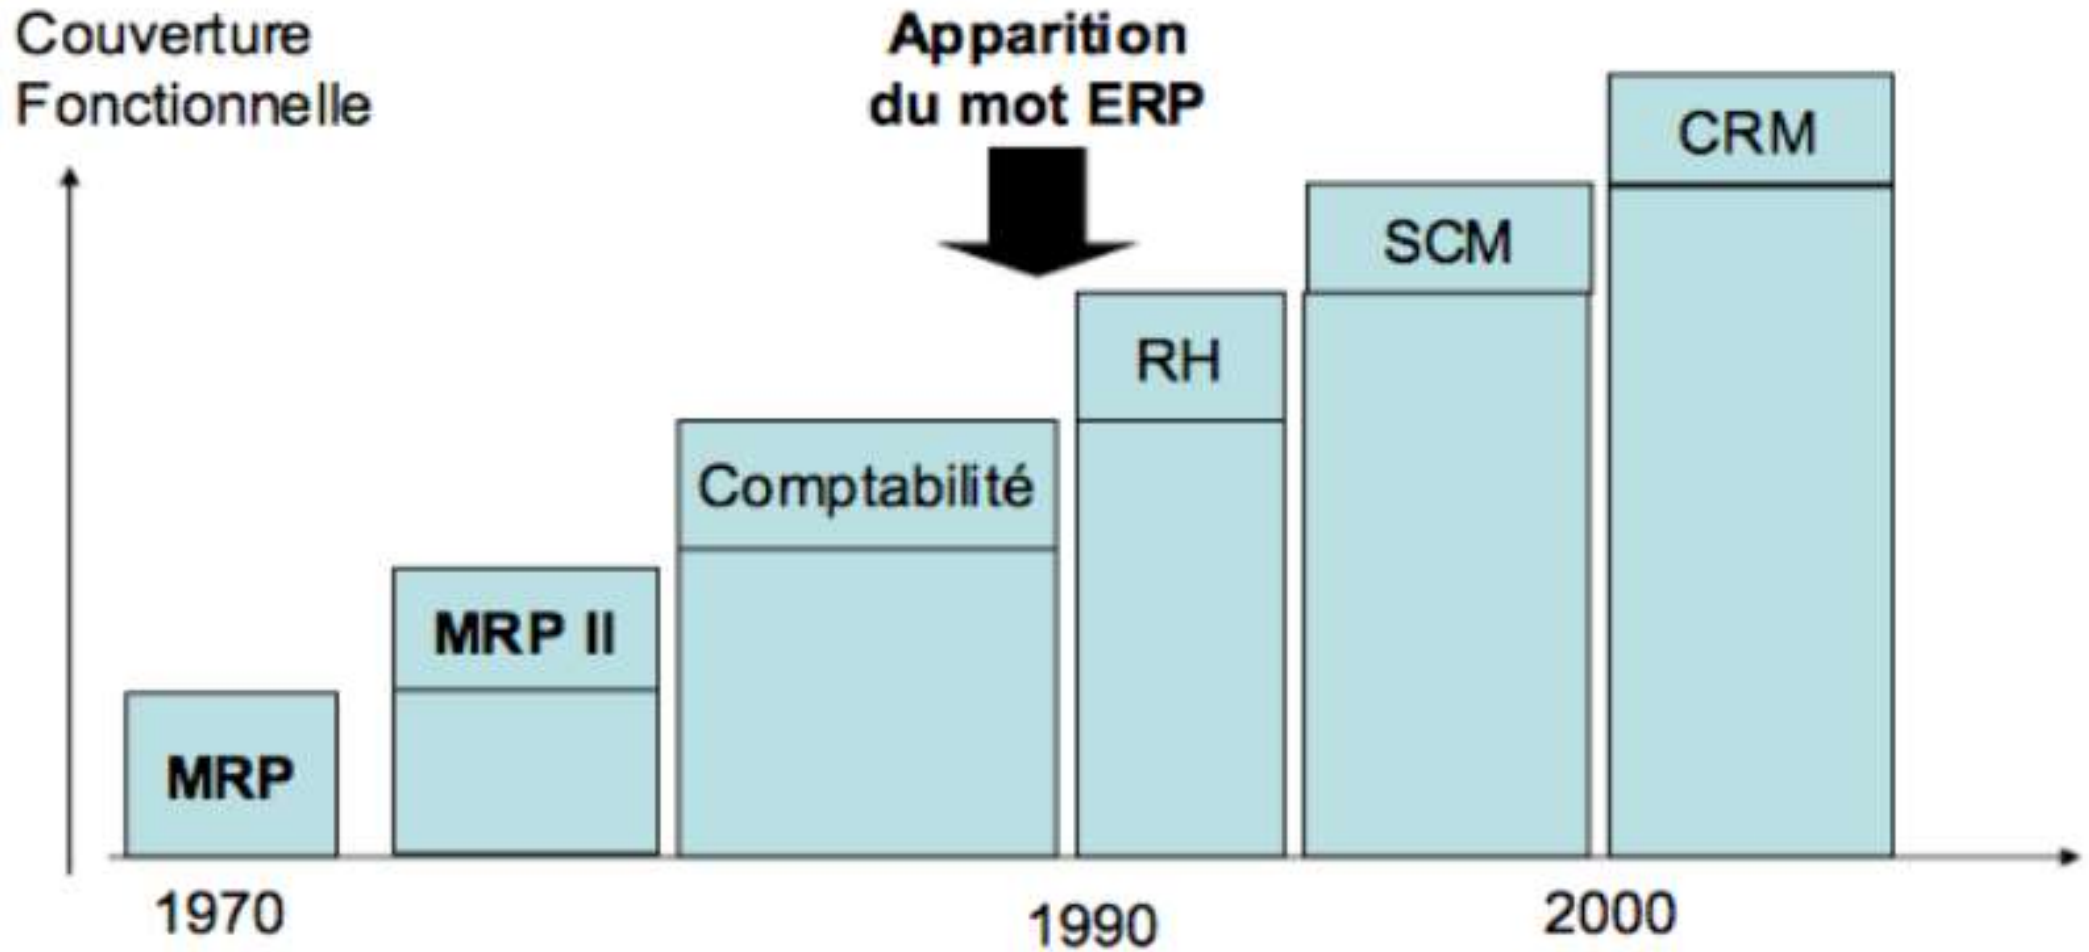 Couverture
Fonctionnelle
Apparition
du mot ERP
CRM
SCM
RH
Comptabilité
MRP II
MRP
1970
1990
2000